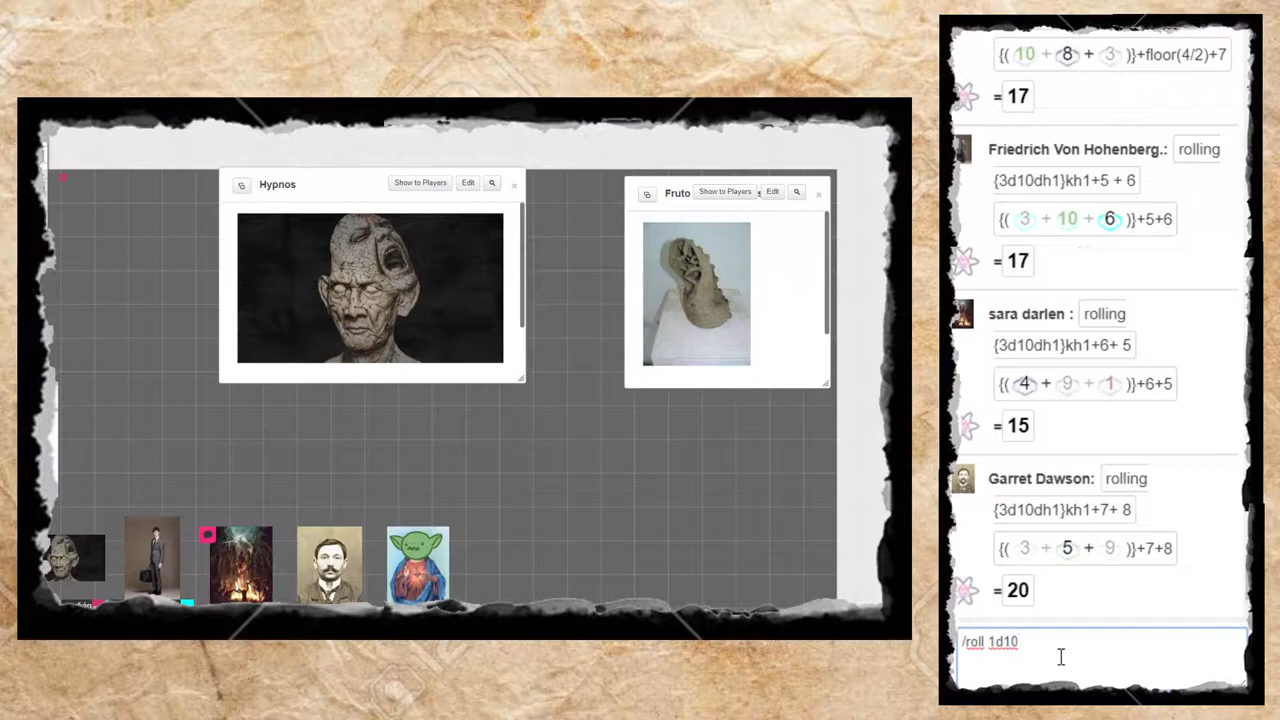 Hypnos
Show to Players
Edit
Fruto
Show to Players
s
Edit
{( 10 + 8 + 3 )}+floor(4/2)+7
= 17
Friedrich Von Hohenberg.: rolling
{3d10dh1}kh1+5 + 6
{( 3 + 10 + 6 )}+5+6
= 17
sara darlen : rolling
{3d10dh1}kh1+6+ 5
{( 4 + 9 + 1 )}+6+5
= 15
Garret Dawson: rolling
{3d10dh1}kh1+7+ 8
{( 3 + 5 + 9 )}+7+8
= 20
/roll 1d10